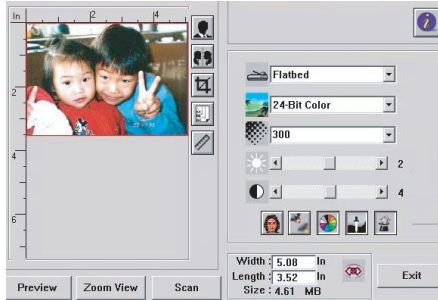 In 2 4
2
4
6
Flatbed
24-Bit Color
300
2
4
Width : 5.08 In
Length : 3.52 In
Size : 4.61 MB
Preview Zoom View Scan
Exit